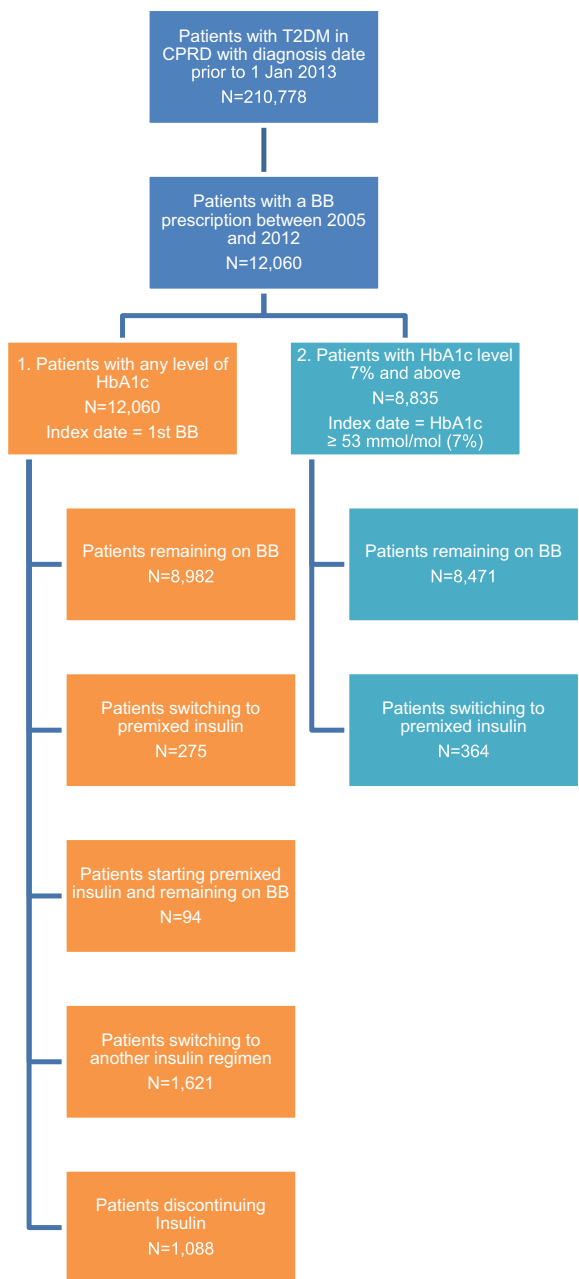 Patients with T2DM in
CPRD with diagnosis date
prior to 1 Jan 2013
N=210,778
Patients with a BB
prescription between 2005
and 2012
N=12,060
1. Patients with any level of
HbA1c
N=12,060
Index date = 1st BB
2. Patients with HbA1c level
7% and above
N=8,835
Index date = HbA1c
≥ 53 mmol/mol (7%)
Patients remaining on BB
N=8,982
Patients remaining on BB
N=8,471
Patients switching to
premixed insulin
N=275
Patients switiching to
premixed insulin
N=364
Patients starting premixed
insulin and remaining on BB
N=94
Patients switching to
another insulin regimen
N=1,621
Patients discontinuing
Insulin
N=1,088